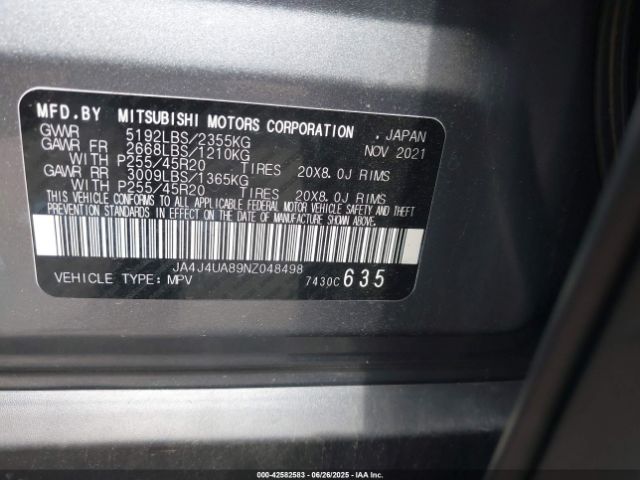 MFD.BY MITSUBISHI MOTORS CORPORATION . JAPAN
GVWR 5192LBS/2355KG NOV 2021
GAWR FR 2668LBS/1210KG
WITH P255/45R20 TIRES 20X8.0J RIMS
GAWR RR 3009LBS/1365KG
WITH P255/45R20 TIRES 20X8.0J RIMS
THIS VEHICLE CONFORMS TO ALL APPLICABLE FEDERAL MOTOR VEHICLE SAFETY AND THEFT
PREVENTION STANDARDS IN EFFECT ON THE DATE OF MANUFACTURE SHOWN ABOVE.
JA4J4UA89NZ048498
VEHICLE TYPE: MPV 7430C 635
000-42582583 | 06/26/2025 | IAA